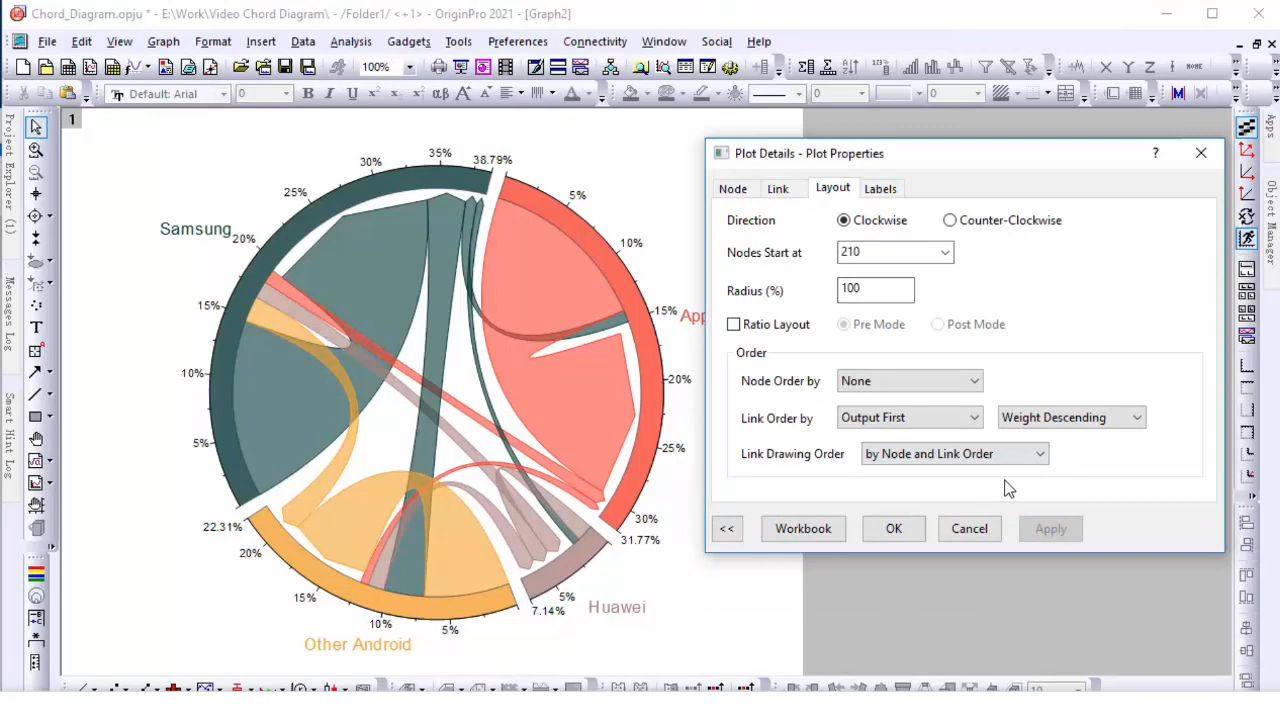 Chord_Diagram.opju * - E:\Work\Video Chord Diagram\ - /Folder1/ <+1> - OriginPro 2021 - [Graph2]
File Edit View Graph Format Insert Data Analysis Gadgets Tools Preferences Connectivity Window Social Help
100%
Default: Arial 0 B I U αβ A A A 0 0
Project Explorer (1)
Messages Log
Smart Hint Log
Apps
Object Manager
1
35%
38.79%
30%
25%
20%
15%
10%
5%
Samsung
5%
10%
15%
20%
25%
30%
31.77%
App
22.31%
20%
15%
10%
5%
Other Android
7.14%
5%
Huawei
Plot Details - Plot Properties ?
Node Link Layout Labels
Direction Clockwise Counter-Clockwise
Nodes Start at 210
Radius (%) 100
Ratio Layout Pre Mode Post Mode
Order
Node Order by None
Link Order by Output First Weight Descending
Link Drawing Order by Node and Link Order
<< Workbook OK Cancel Apply